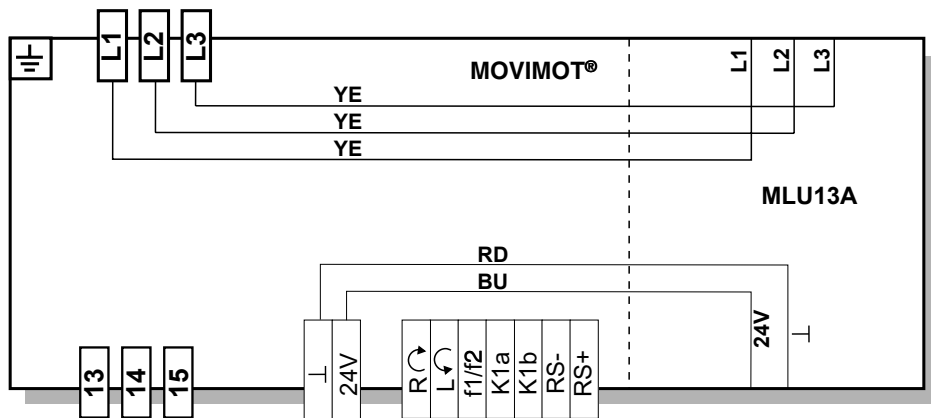 L1 L2 L3
MOVIMOT®
L1 L2 L3
YE
YE
YE
MLU13A
RD
BU
24V ⊥
⊥ 24V
R L f1/f2 K1a K1b RS- RS+
13 14 15